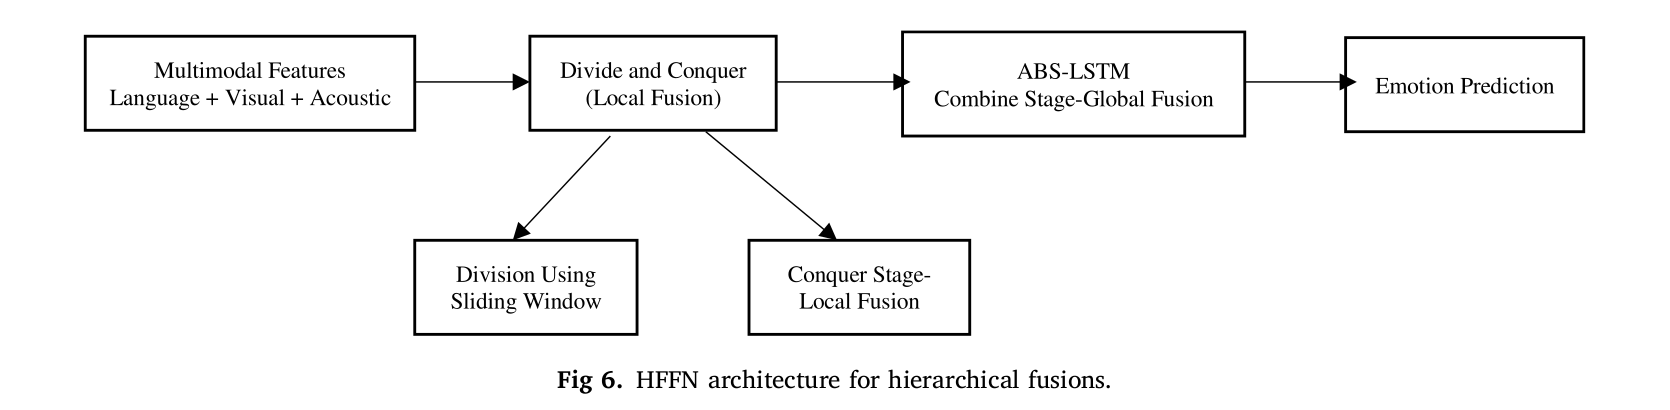 Multimodal Features
Language + Visual + Acoustic
Divide and Conquer
(Local Fusion)
ABS-LSTM
Combine Stage-Global Fusion
Emotion Prediction
Division Using
Sliding Window
Conquer Stage-
Local Fusion
Fig 6. HFFN architecture for hierarchical fusions.